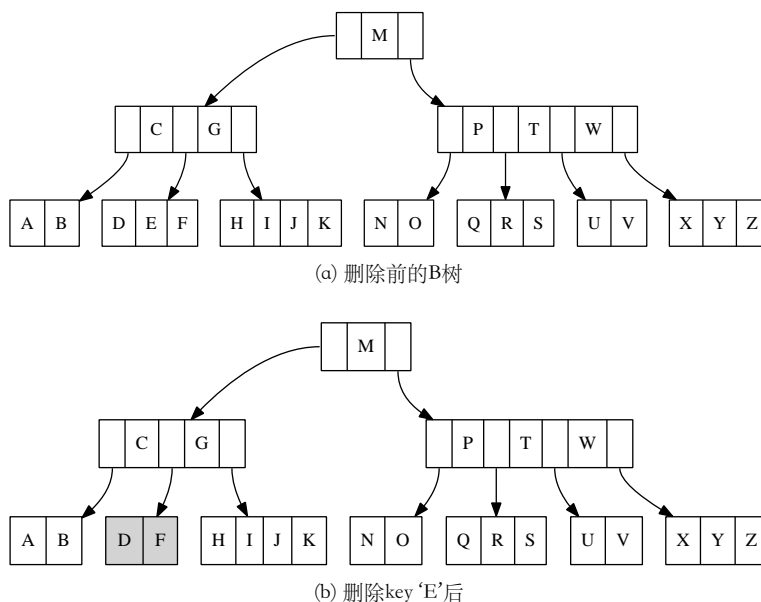 M
C G P T W
A B D E F H I J K N O Q R S U V X Y Z
(a) 删除前的B树
M
C G P T W
A B D F H I J K N O Q R S U V X Y Z
(b) 删除key ‘E’后